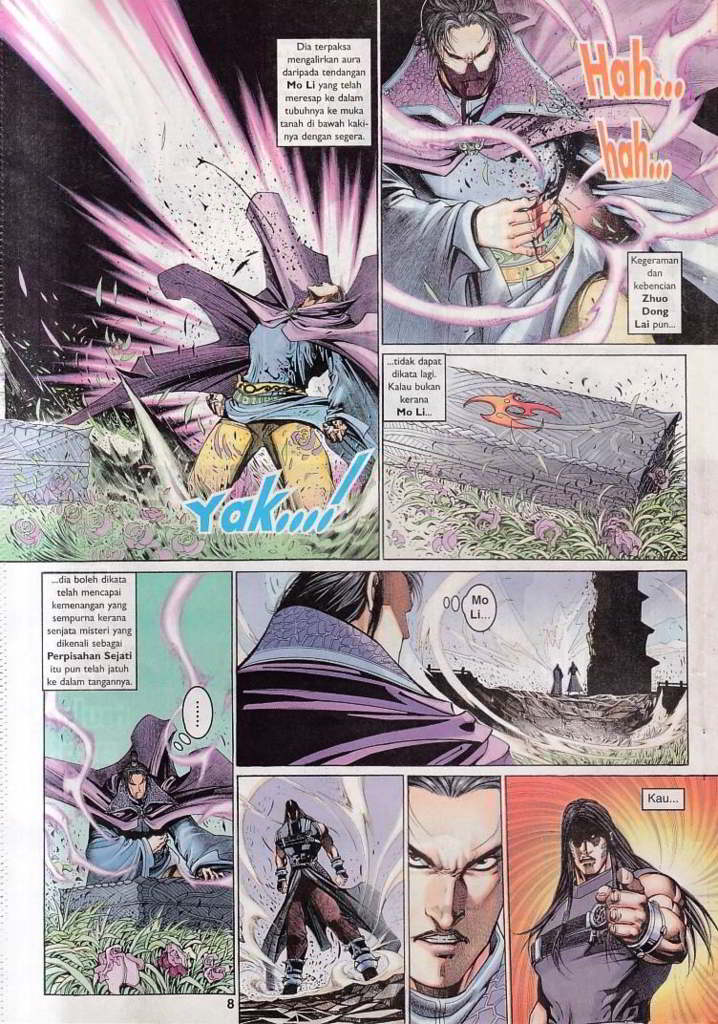 Dia terpaksa
mengalirkan aura
daripada tendangan
Mo Li yang telah
meresap ke dalam
tubuhnya ke muka
tanah di bawah kaki-
nya dengan segera.
Yak....!
Hah...
hah...
Kegeraman
dan
kebencian
Zhuo
Dong
Lai pun...
...tidak dapat
dikata lagi.
Kalau bukan
kerana
Mo Li...
...dia boleh dikata
telah mencapai
kemenangan yang
sempurna kerana
senjata misteri yang
dikenali sebagai
Perpisahan Sejati
itu pun telah jatuh
ke dalam tangannya.
......
Mo
Li...
Kau...
8